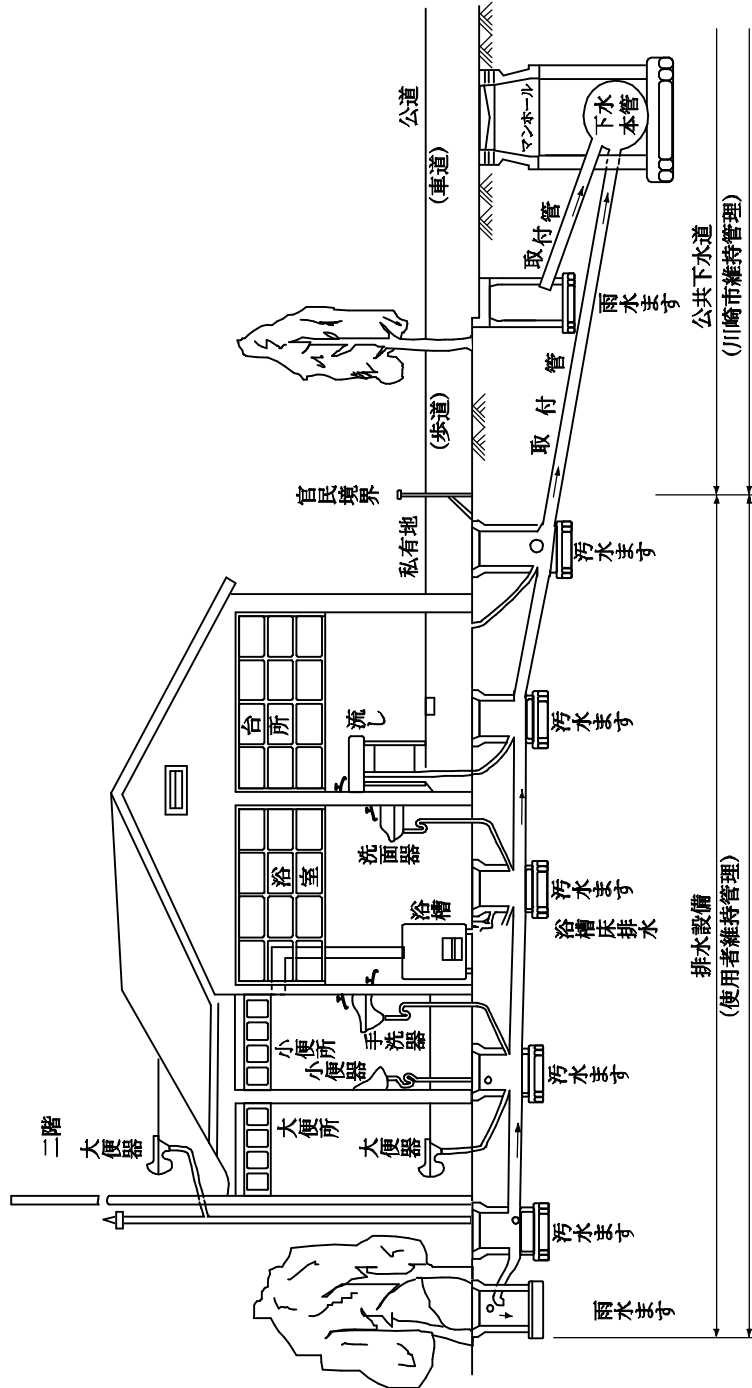 二階
大便器
大便所
大便器
小便所
小便器
手洗器
浴室
浴槽
洗面器
台所
流し
私有地
官民境界
(歩道)
(車道)
公道
マンホール
下水本管
取付管
取付管
雨水ます
汚水ます
汚水ます
汚水ます
浴槽床排水
汚水ます
汚水ます
雨水ます
排水設備
(使用者維持管理)
公共下水道
(川崎市維持管理)